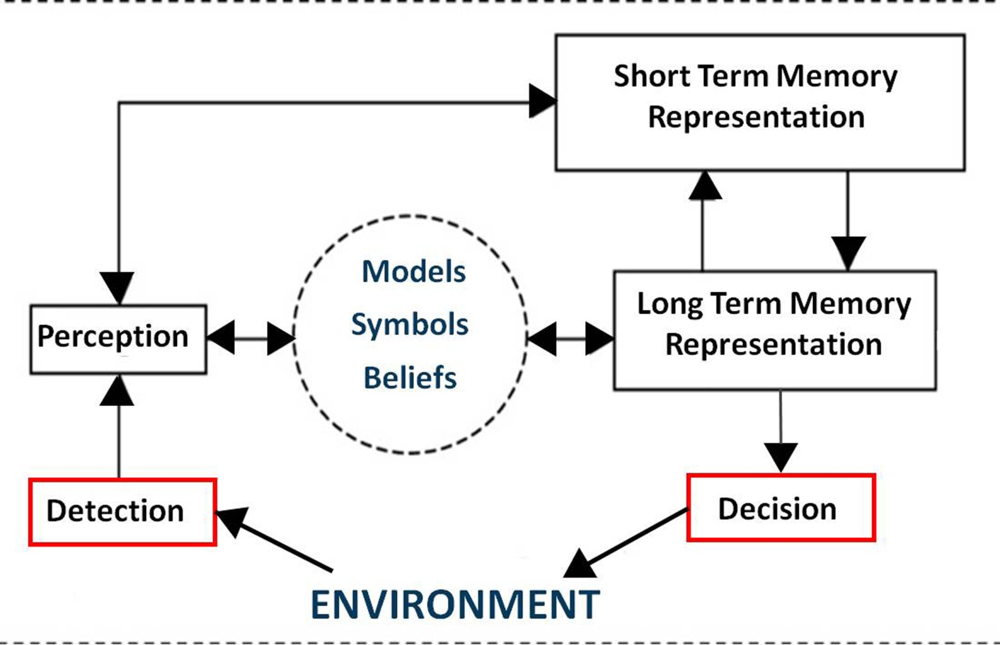 Short Term Memory
Representation
Models
Symbols
Beliefs
Perception
Long Term Memory
Representation
Detection
Decision
ENVIRONMENT